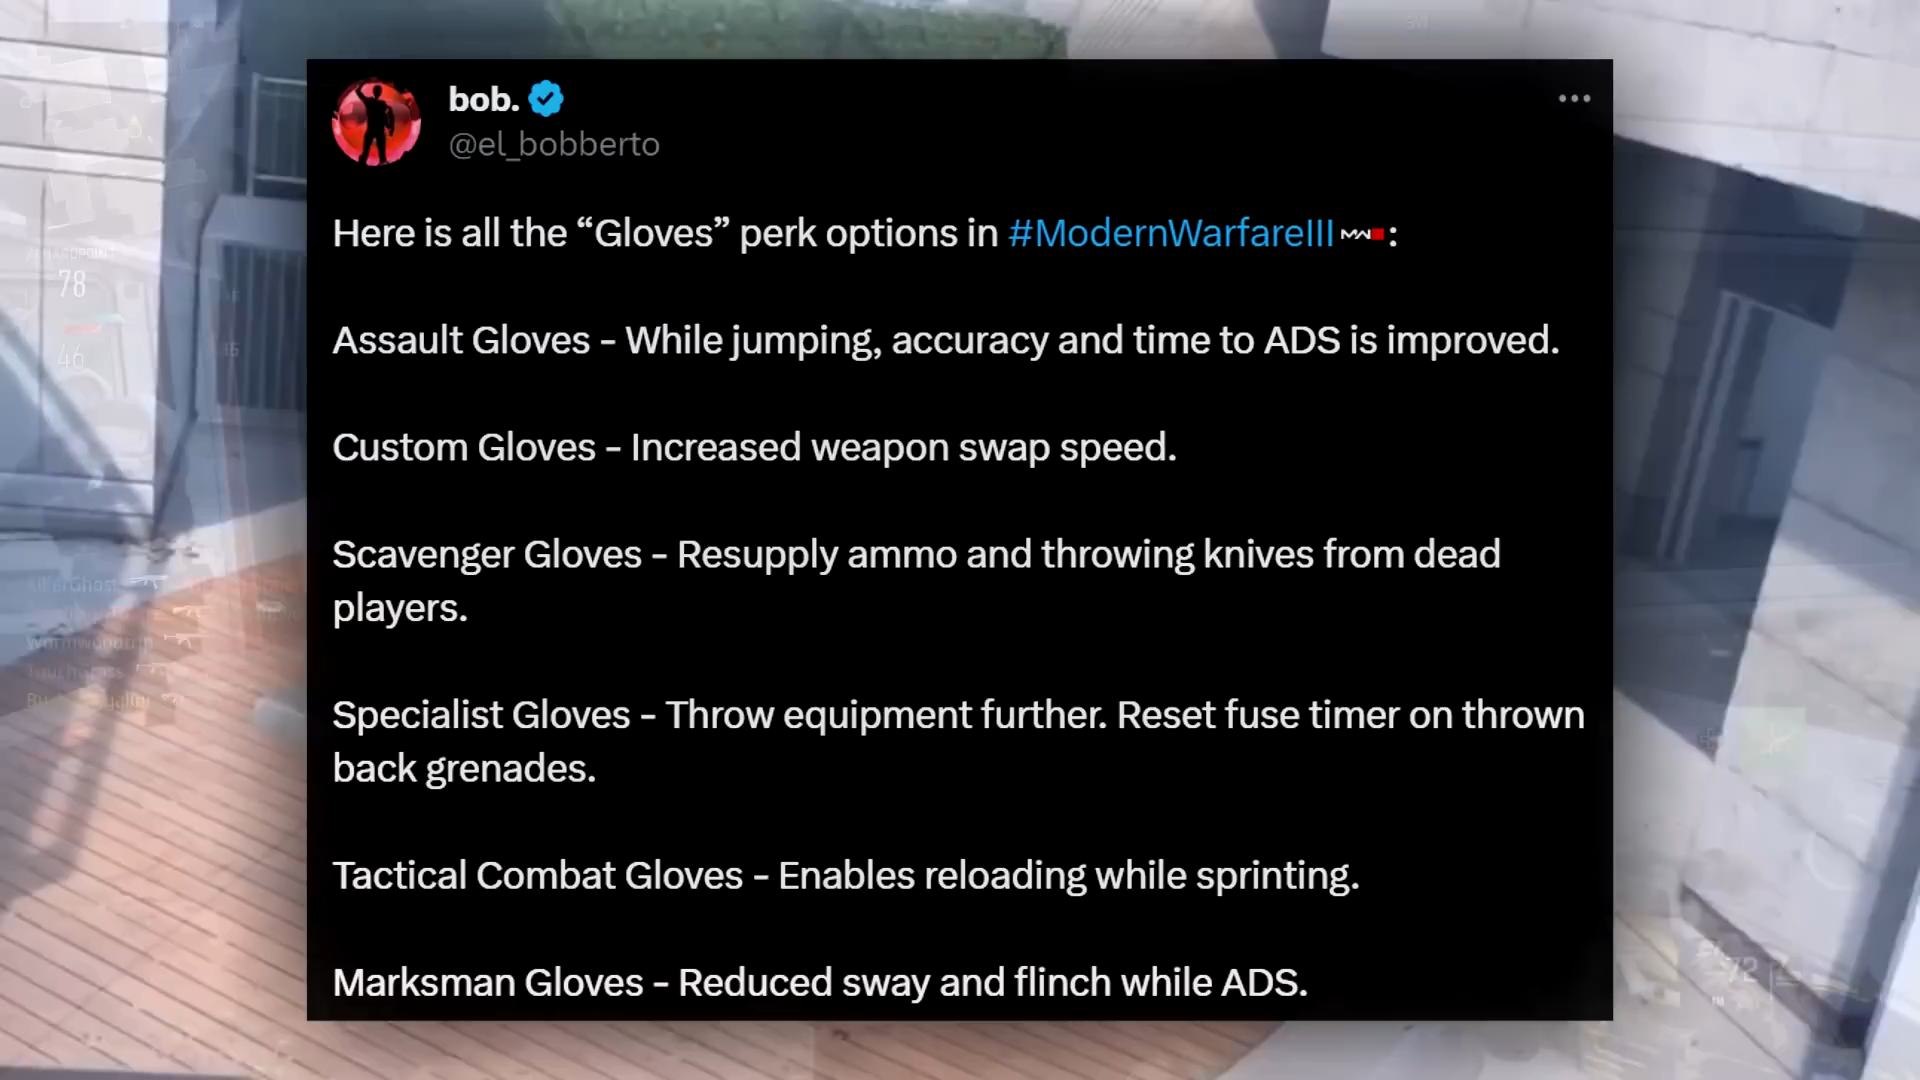 bob.
@el_bobberto
Here is all the “Gloves” perk options in #ModernWarfareIII:
Assault Gloves - While jumping, accuracy and time to ADS is improved.
Custom Gloves - Increased weapon swap speed.
Scavenger Gloves - Resupply ammo and throwing knives from dead
players.
Specialist Gloves - Throw equipment further. Reset fuse timer on thrown
back grenades.
Tactical Combat Gloves - Enables reloading while sprinting.
Marksman Gloves - Reduced sway and flinch while ADS.
78
46
72